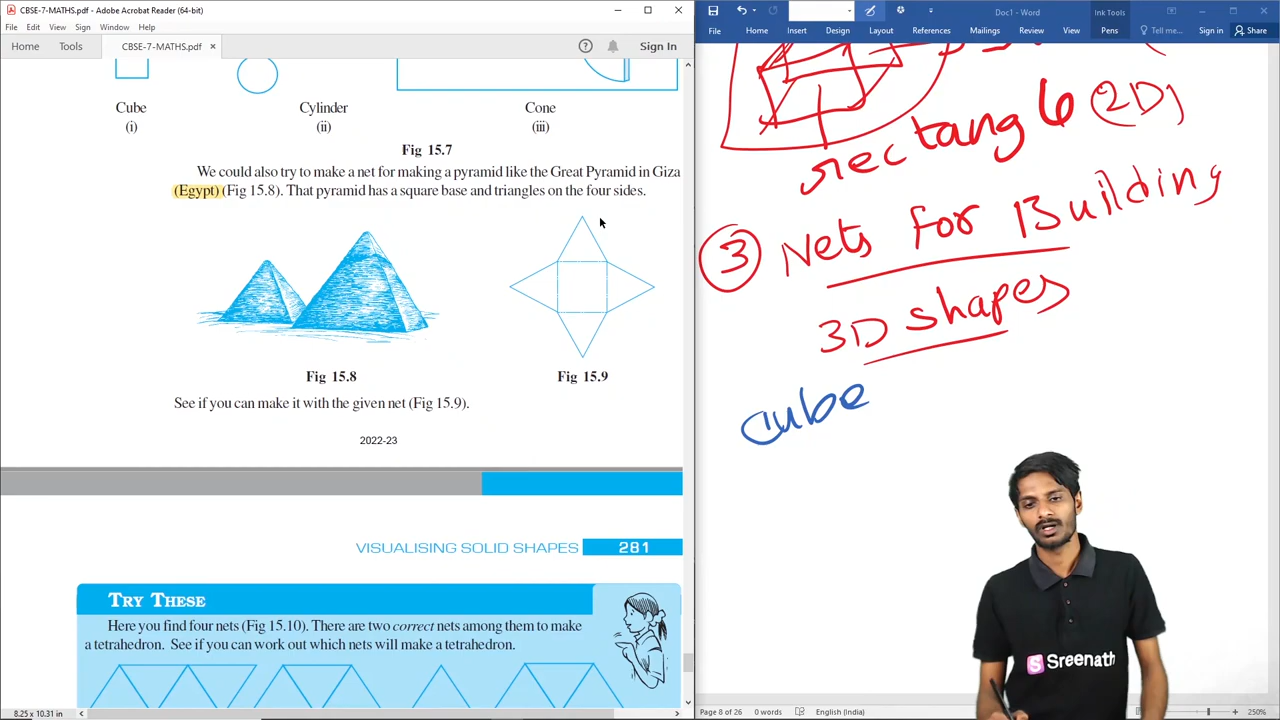 CBSE-7-MATHS.pdf - Adobe Acrobat Reader (64-bit)
File Edit View Sign Window Help
Home Tools CBSE-7-MATHS.pdf × Sign In
Cube Cylinder Cone
(i) (ii) (iii)
Fig 15.7
We could also try to make a net for making a pyramid like the Great Pyramid in Giza
(Egypt) (Fig 15.8). That pyramid has a square base and triangles on the four sides.
Fig 15.8 Fig 15.9
See if you can make it with the given net (Fig 15.9).
2022-23
VISUALISING SOLID SHAPES 281
TRY THESE
Here you find four nets (Fig 15.10). There are two correct nets among them to make
a tetrahedron. See if you can work out which nets will make a tetrahedron.
8.25 x 10.31 in
Doc1 - Word Ink Tools
File Home Insert Design Layout References Mailings Review View Pens Tell me... Sign in Share
rectang (2D)
3 Nets for Building
3D shapes
cube
S Sreenath
Page 8 of 26 0 words English (India) 250%